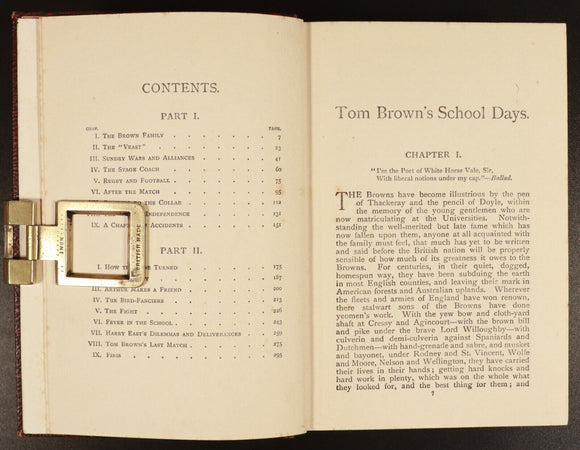 CONTENTS.
PART I.
CHAP. PAGE.
I. THE BROWN FAMILY . . . . . . 7
II. THE "VEAST" . . . . . . 23
III. SUNDRY WARS AND ALLIANCES . . . . 41
IV. THE STAGE COACH . . . . . . 60
V. RUGBY AND FOOTBALL . . . . . 75
VI. AFTER THE MATCH . . . . . . 95
TO THE COLLAR . . . . . 112
INDEPENDENCE . . . . . 131
IX. A CHAP ACCIDENTS . . . . . 151
PART II.
I. HOW THE TURNED . . . . . 175
187
III. ARTHUR MAKES A FRIEND . . . . . 200
IV. THE BIRD-FANCIERS . . . . . . 213
V. THE FIGHT . . . . . . . 226
VI. FEVER IN THE SCHOOL . . . . . 243
VII. HARRY EAST'S DILEMMAS AND DELIVERANCES . . 259
VIII. TOM BROWN'S LAST MATCH . . . . . 275
IX. FINIS . . . . . . . 295
BRITISH MADE
Tom Brown's School Days.
CHAPTER I.
"I'm the Poet of White Horse Vale, Sir,
With liberal notions under my cap."—Ballad.
THE Browns have become illustrious by the pen
of Thackeray and the pencil of Doyle, within
the memory of the young gentlemen who are
now matriculating at the Universities. Notwith-
standing the well-merited but late fame which has
now fallen upon them, anyone at all acquainted with
the family must feel, that much has yet to be written
and said before the British nation will be properly
sensible of how much of its greatness it owes to the
Browns. For centuries, in their quiet, dogged,
homespun way, they have been subduing the earth
in most English counties, and leaving their mark in
American forests and Australian uplands. Wherever
the fleets and armies of England have won renown,
there stalwart sons of the Browns have done
yeomen's work. With the yew bow and cloth-yard
shaft at Cressy and Agincourt—with the brown bill
and pike under the brave Lord Willoughby—with
culverin and demi-culverin against Spaniards and
Dutchmen—with hand-grenade and sabre, and musket
and bayonet, under Rodney and St. Vincent, Wolfe
and Moore, Nelson and Wellington, they have carried
their lives in their hands; getting hard knocks and
hard work in plenty, which was on the whole what
they looked for, and the best thing for them; and
7